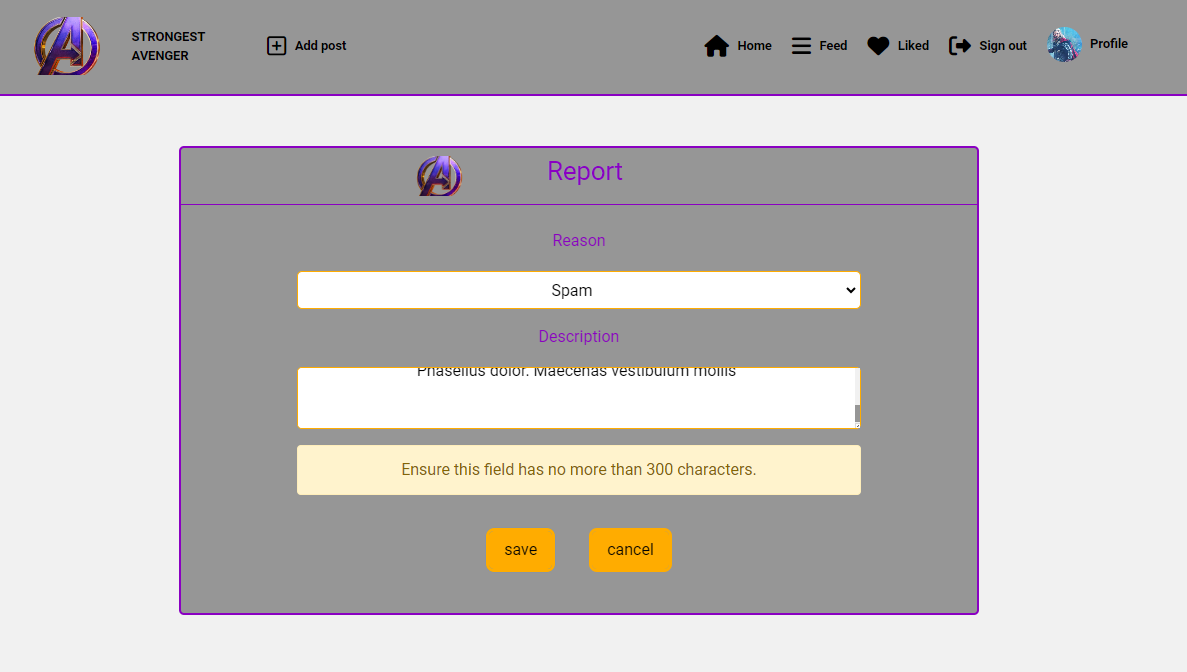 STRONGEST
AVENGER
Add post
Home
Feed
Liked
Sign out
Profile
Report
Reason
Spam
Description
Phasellus dolor. Maecenas vestibulum mollis
Ensure this field has no more than 300 characters.
save
cancel